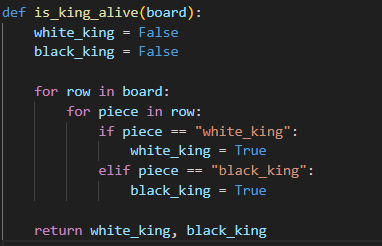 def is_king_alive(board):
    white_king = False
    black_king = False

    for row in board:
        for piece in row:
            if piece == "white_king":
                white_king = True
            elif piece == "black_king":
                black_king = True

    return white_king, black_king